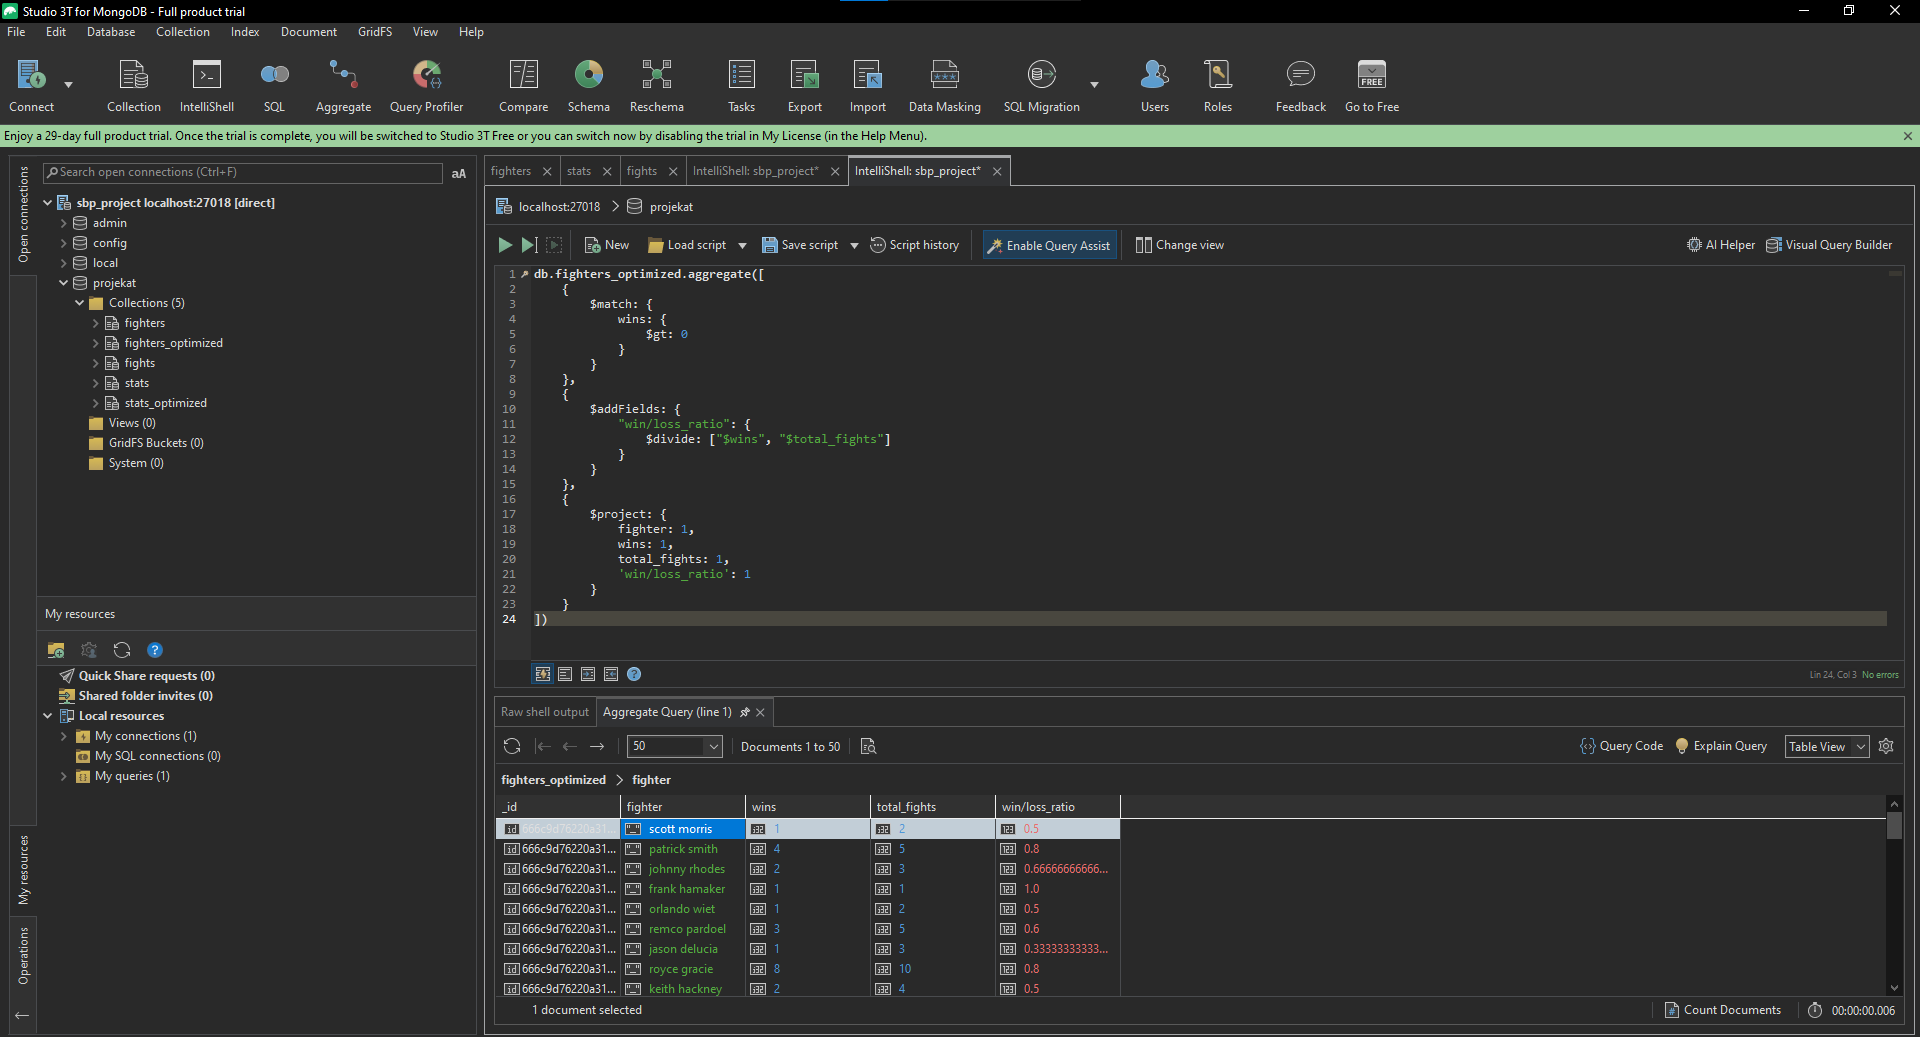 Studio 3T for MongoDB - Full product trial
File Edit Database Collection Index Document GridFS View Help
Connect Collection IntelliShell SQL Aggregate Query Profiler Compare Schema Reschema Tasks Export Import Data Masking SQL Migration Users Roles Feedback Go to Free
Enjoy a 29-day full product trial. Once the trial is complete, you will be switched to Studio 3T Free or you can switch now by disabling the trial in My License (in the Help Menu).
Open connections
Search open connections (Ctrl+F) aA
sbp_project localhost:27018 [direct]
admin
config
local
projekat
Collections (5)
fighters
fighters_optimized
fights
stats
stats_optimized
Views (0)
GridFS Buckets (0)
System (0)
My resources
My resources
Quick Share requests (0)
Shared folder invites (0)
Local resources
My connections (1)
My SQL connections (0)
My queries (1)
Operations
fighters stats fights IntelliShell: sbp_project* IntelliShell: sbp_project*
localhost:27018 projekat
New Load script Save script Script history Enable Query Assist Change view AI Helper Visual Query Builder
1 db.fighters_optimized.aggregate([
2 {
3 $match: {
4 wins: {
5 $gt: 0
6 }
7 }
8 },
9 {
10 $addFields: {
11 "win/loss_ratio": {
12 $divide: ["$wins", "$total_fights"]
13 }
14 }
15 },
16 {
17 $project: {
18 fighter: 1,
19 wins: 1,
20 total_fights: 1,
21 'win/loss_ratio': 1
22 }
23 }
24 ])
Lin 24, Col 3 No errors
Raw shell output Aggregate Query (line 1)
50 Documents 1 to 50 Query Code Explain Query Table View
fighters_optimized fighter
_id fighter wins total_fights win/loss_ratio
666c9d76220a31... scott morris 1 2 0.5
666c9d76220a31... patrick smith 4 5 0.8
666c9d76220a31... johnny rhodes 2 3 0.66666666666...
666c9d76220a31... frank hamaker 1 1 1.0
666c9d76220a31... orlando wiet 1 2 0.5
666c9d76220a31... remco pardoel 3 5 0.6
666c9d76220a31... jason delucia 1 3 0.33333333333...
666c9d76220a31... royce gracie 8 10 0.8
666c9d76220a31... keith hackney 2 4 0.5
1 document selected Count Documents 00:00:00.006